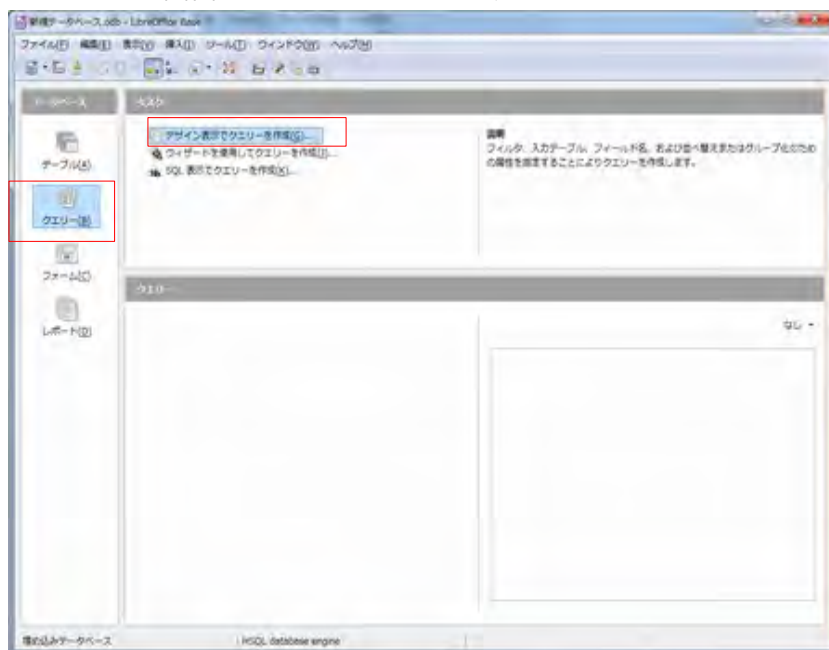 新規データベース.odb - LibreOffice Base
ファイル(F) 編集(E) 表示(V) 挿入(I) ツール(T) ウィンドウ(W) ヘルプ(H)
データベース
タスク
テーブル(A)
クエリー(B)
フォーム(C)
レポート(D)
デザイン表示でクエリーを作成(G)...
ウィザードを使用してクエリーを作成(J)...
SQL 表示でクエリーを作成(K)...
説明
フィルタ、入力テーブル、フィールド名、および並べ替えまたはグループ化のため
の属性を指定することによりクエリーを作成します。
クエリー
なし
埋め込みデータベース
HSQL database engine